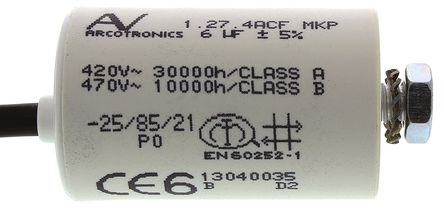 AV
ARCOTRONICS
1.27.4ACF MKP
6 µF ± 5%
420V~ 30000h/CLASS A
470V~ 10000h/CLASS B
-25/85/21
P0
EN60252-1
CE6
13040035
B D2